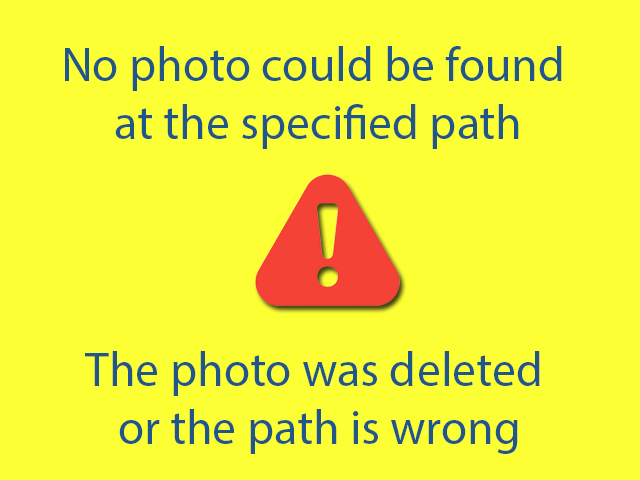 No photo could be found
at the specified path
The photo was deleted
or the path is wrong